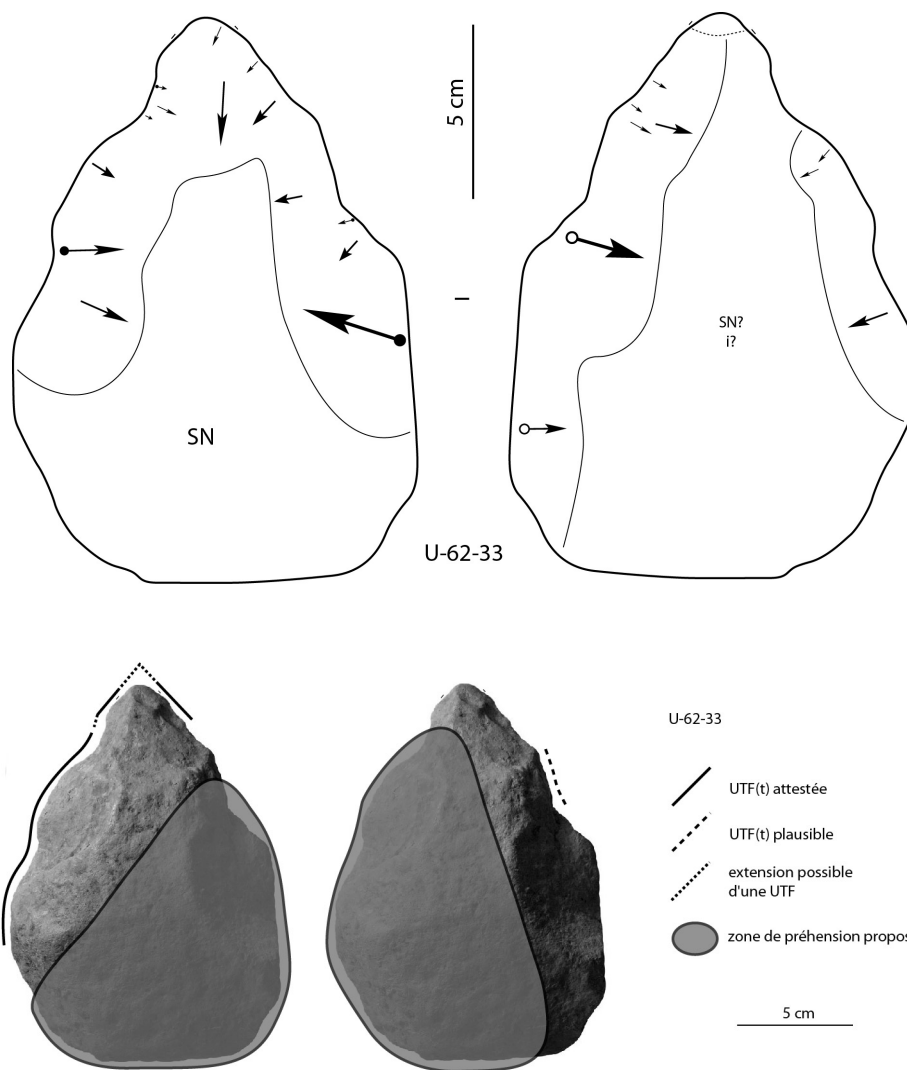 5 cm
SN
SN?
i?
U-62-33
U-62-33
UTF(t) attestée
UTF(t) plausible
extension possible
d'une UTF
zone de préhension propos
5 cm